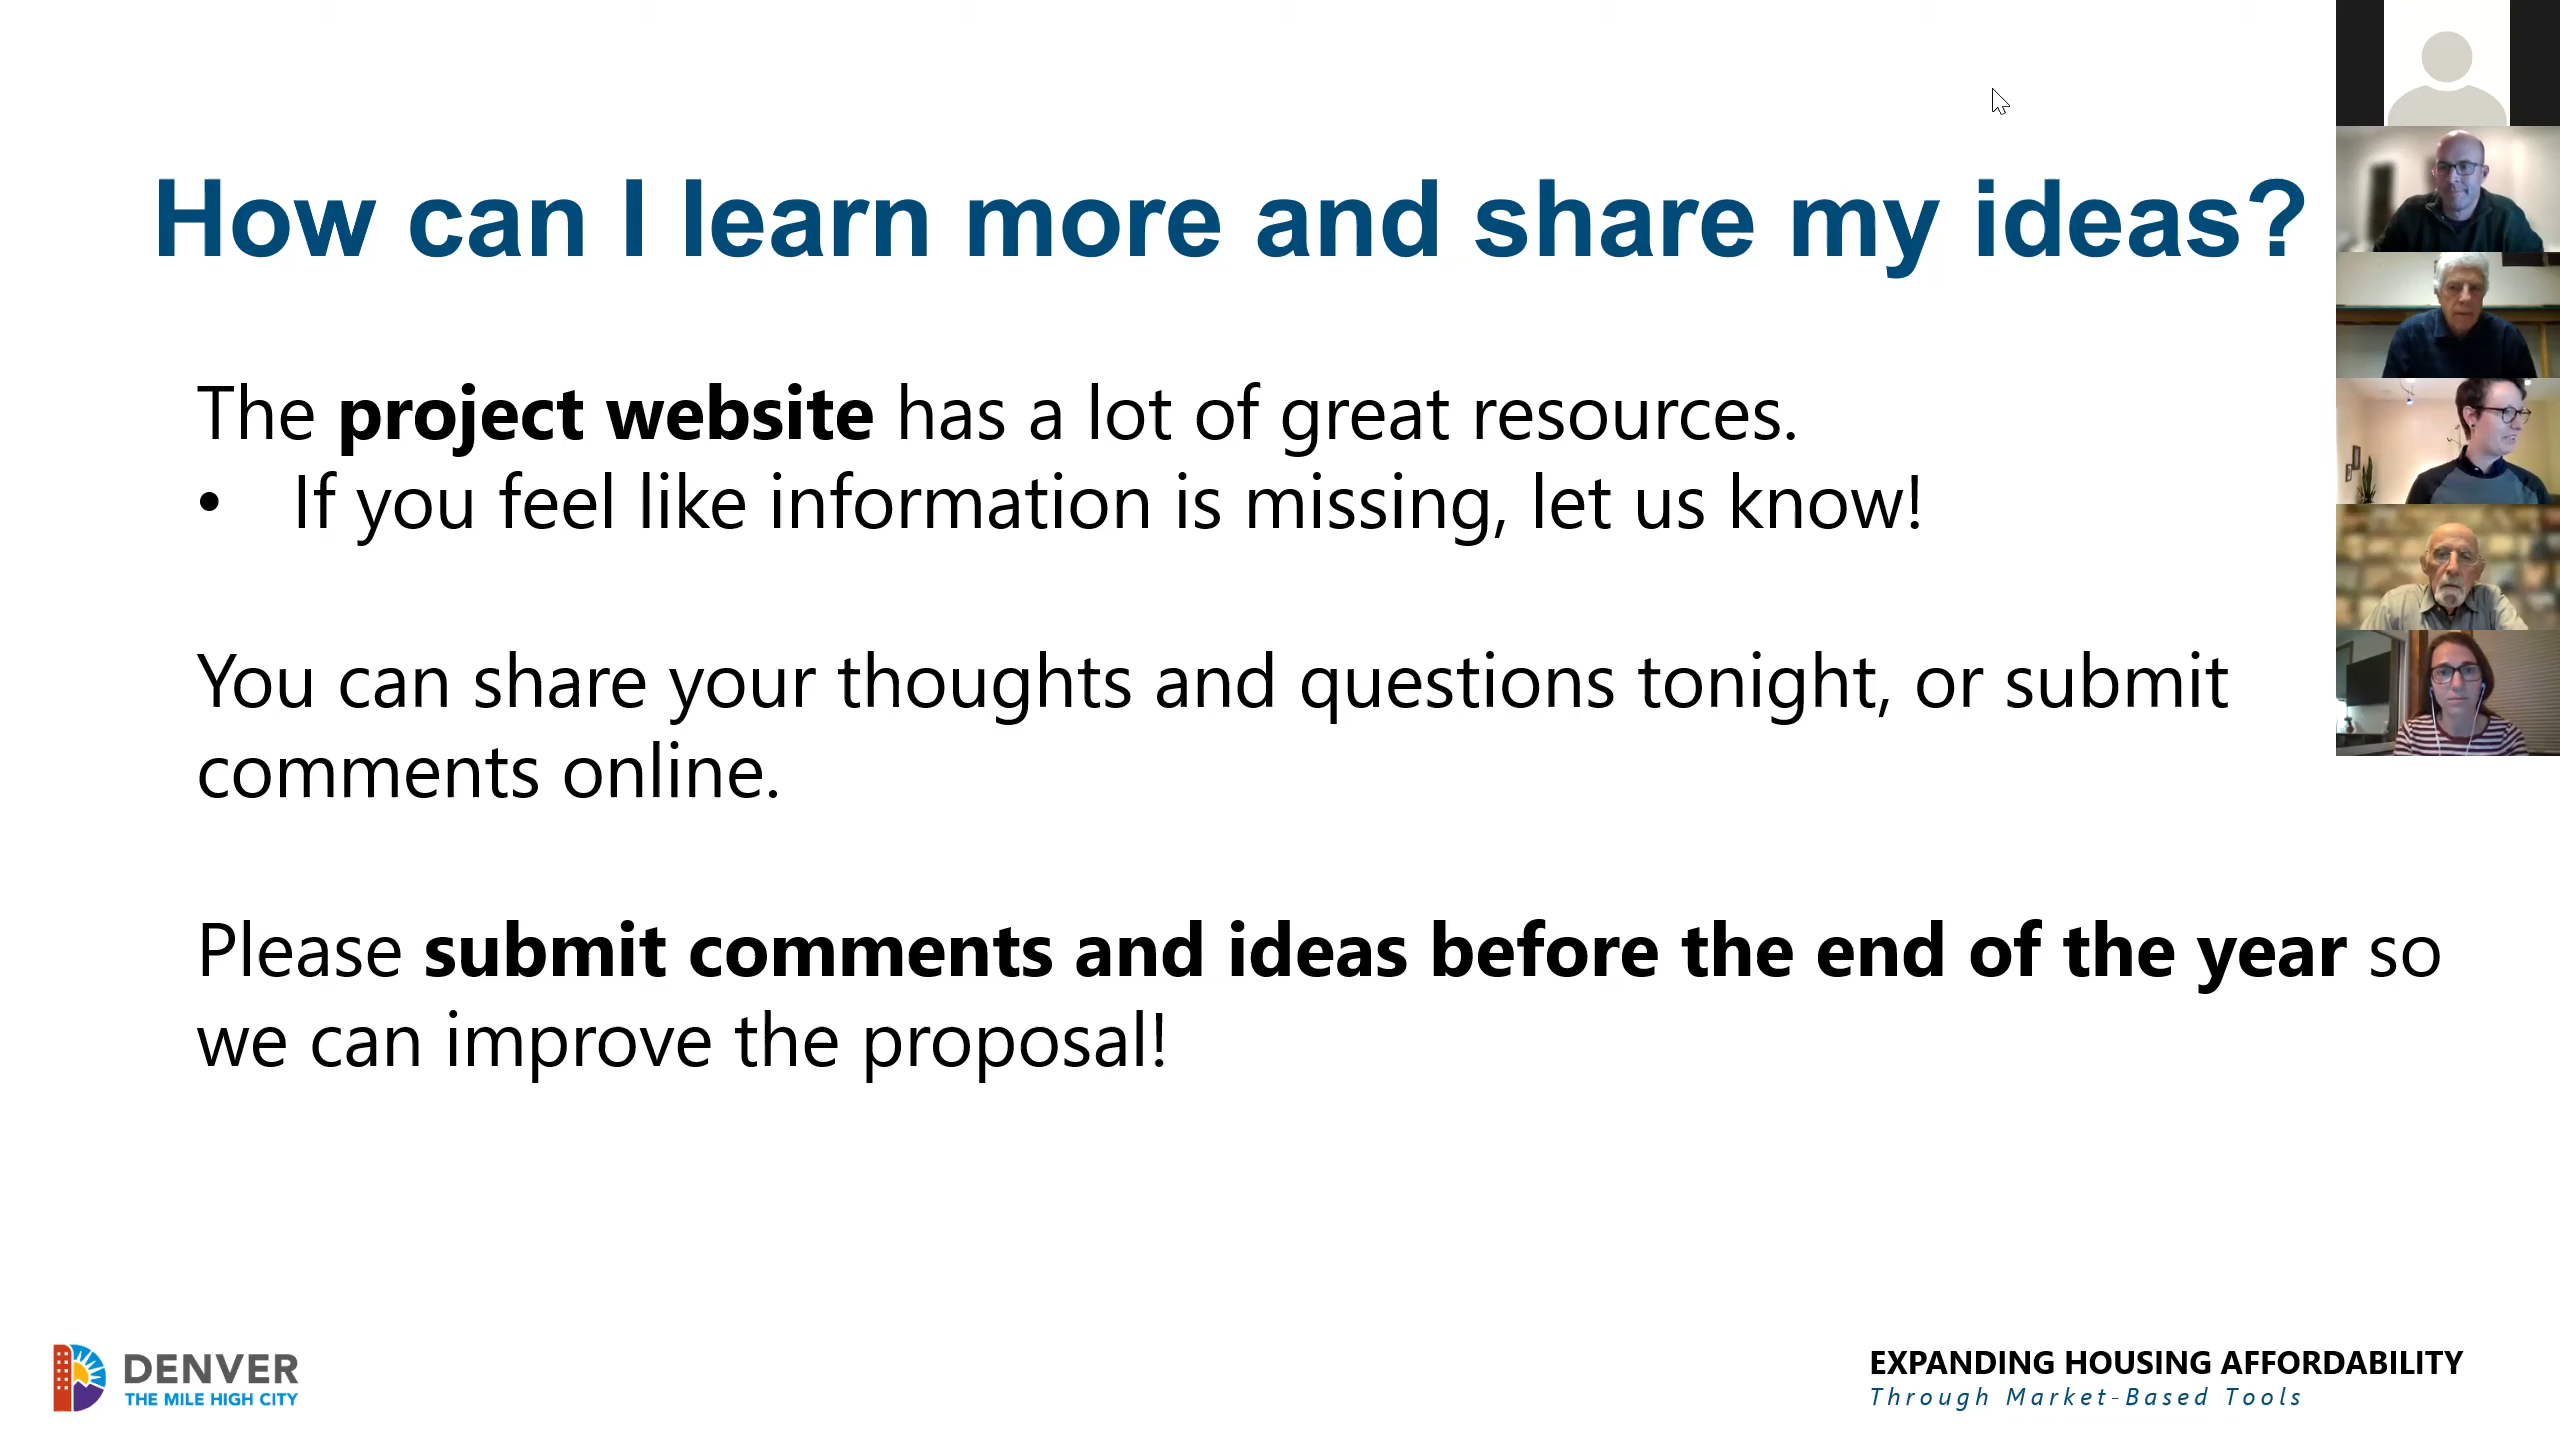 How can I learn more and share my ideas?
The project website has a lot of great resources.
• If you feel like information is missing, let us know!
You can share your thoughts and questions tonight, or submit
comments online.
Please submit comments and ideas before the end of the year so
we can improve the proposal!
DENVER
THE MILE HIGH CITY
EXPANDING HOUSING AFFORDABILITY
Through Market-Based Tools